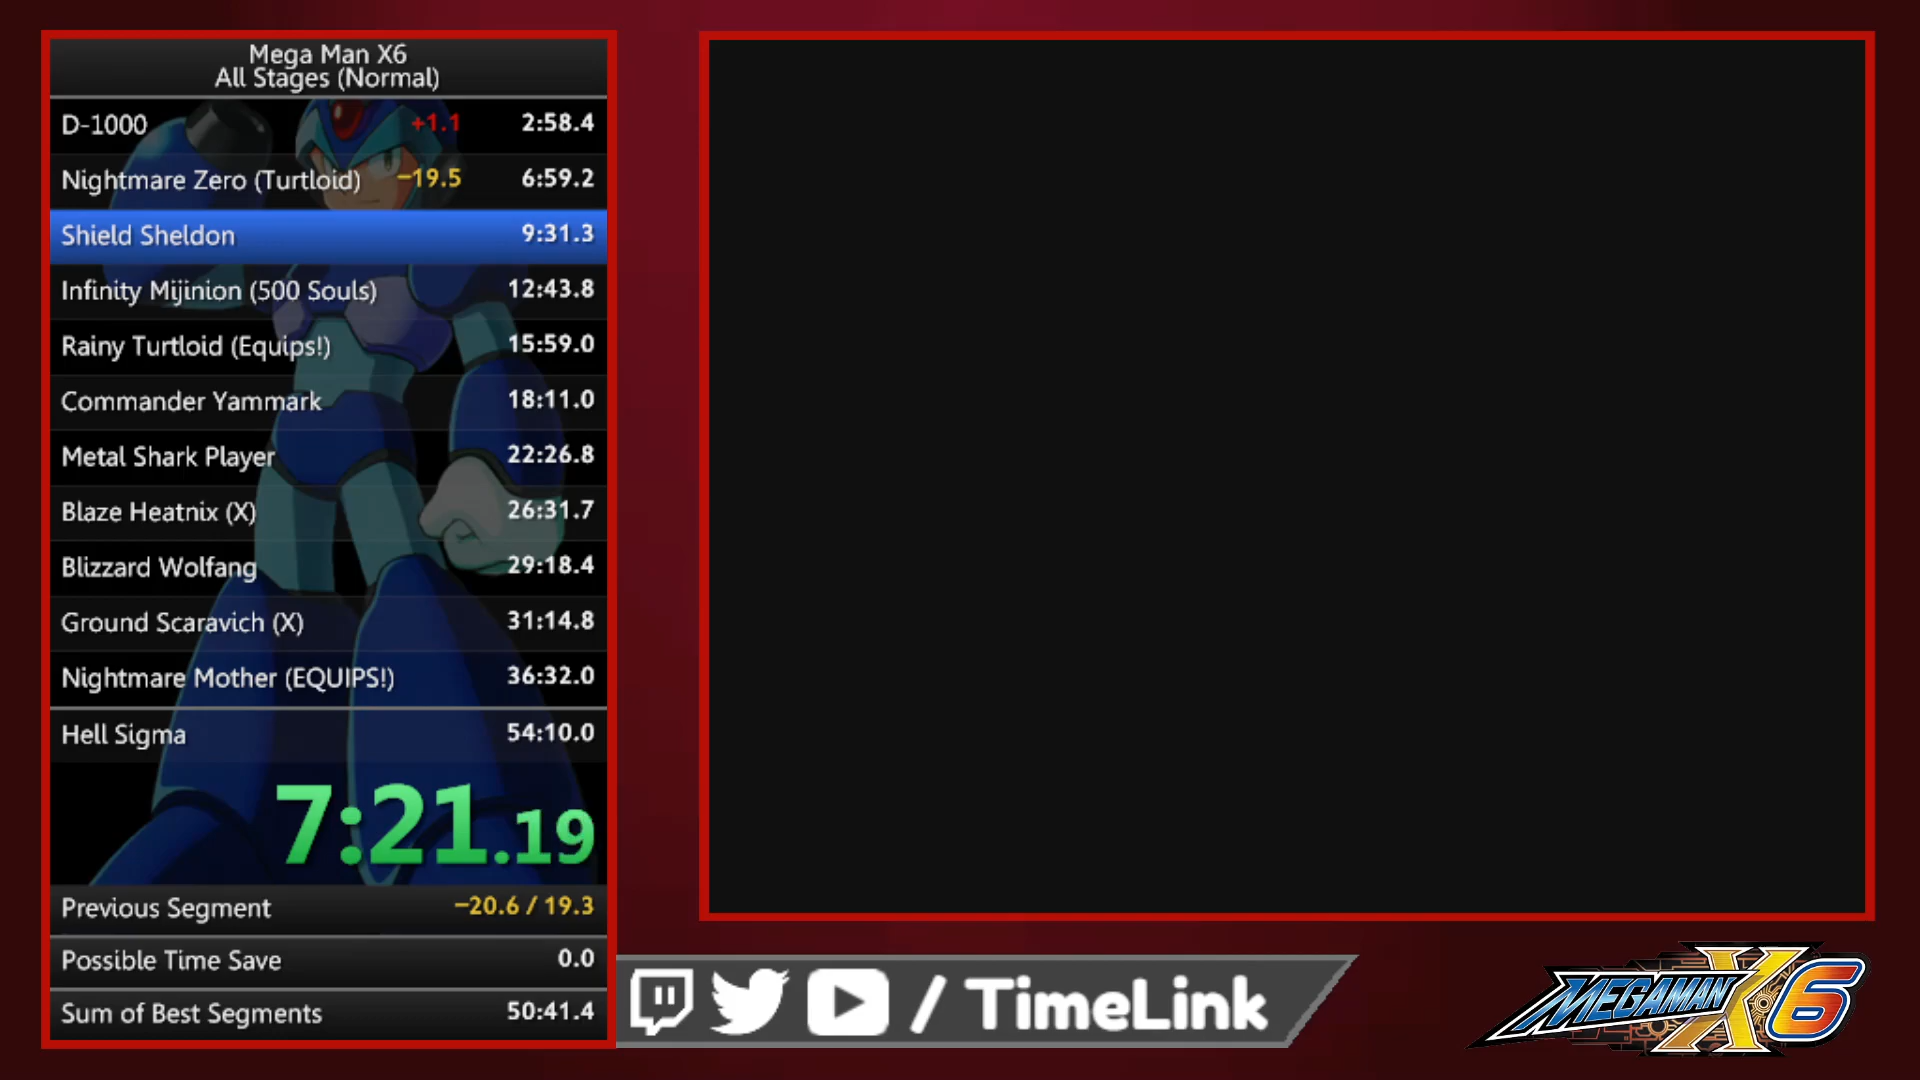 Mega Man X6
All Stages (Normal)
D-1000 +1.1 2:58.4
Nightmare Zero (Turtloid) −19.5 6:59.2
Shield Sheldon 9:31.3
Infinity Mijinion (500 Souls) 12:43.8
Rainy Turtloid (Equips!) 15:59.0
Commander Yammark 18:11.0
Metal Shark Player 22:26.8
Blaze Heatnix (X) 26:31.7
Blizzard Wolfang 29:18.4
Ground Scaravich (X) 31:14.8
Nightmare Mother (EQUIPS!) 36:32.0
Hell Sigma 54:10.0
7:21.19
Previous Segment −20.6 / 19.3
Possible Time Save 0.0
Sum of Best Segments 50:41.4
/ TimeLink
MEGAMAN X6